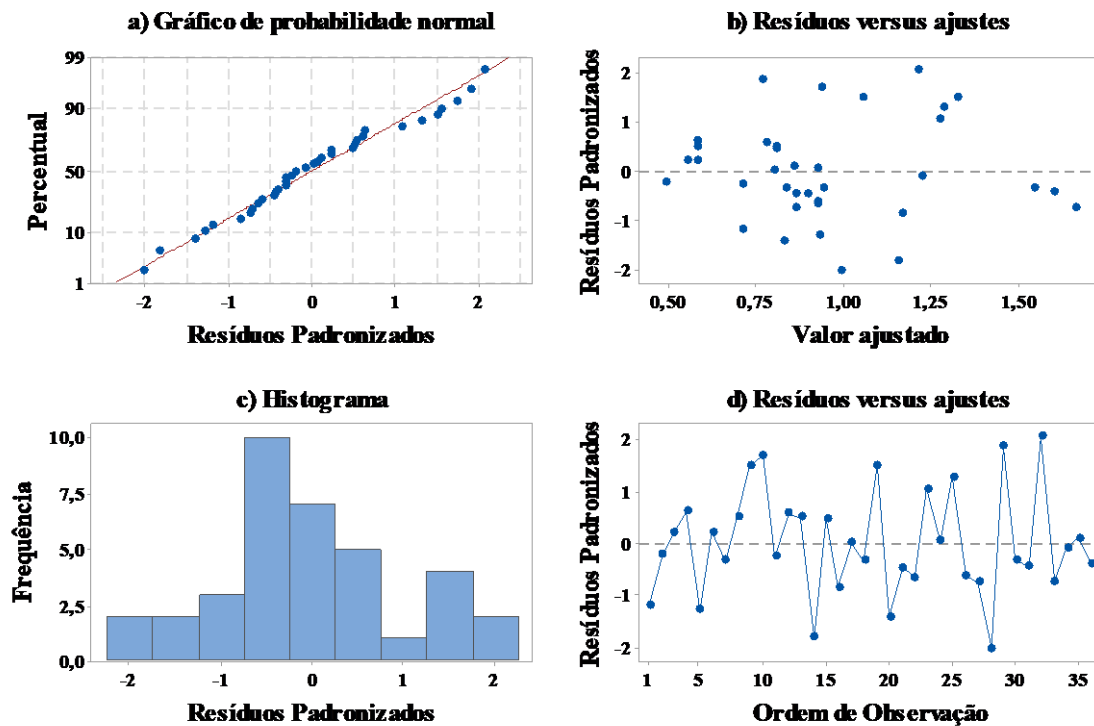 a) Gráfico de probabilidade normal
99
90
50
10
1
Percentual
-2 -1 0 1 2
Resíduos Padronizados
b) Resíduos versus ajustes
2
1
0
-1
-2
Resíduos Padronizados
0,50 0,75 1,00 1,25 1,50
Valor ajustado
c) Histograma
10,0
7,5
5,0
2,5
0,0
Frequência
-2 -1 0 1 2
Resíduos Padronizados
d) Resíduos versus ajustes
2
1
0
-1
-2
Resíduos Padronizados
1 5 10 15 20 25 30 35
Ordem de Observação